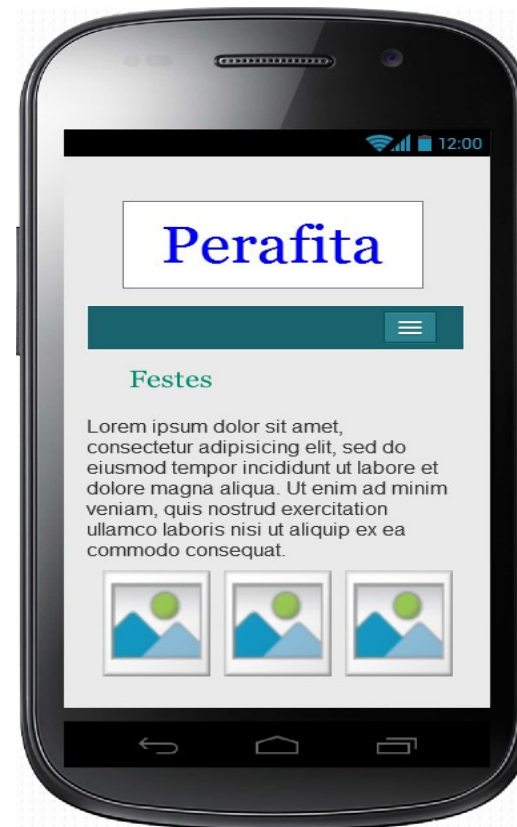 12:00
Perafita
Festes
Lorem ipsum dolor sit amet,
consectetur adipisicing elit, sed do
eiusmod tempor incididunt ut labore et
dolore magna aliqua. Ut enim ad minim
veniam, quis nostrud exercitation
ullamco laboris nisi ut aliquip ex ea
commodo consequat.